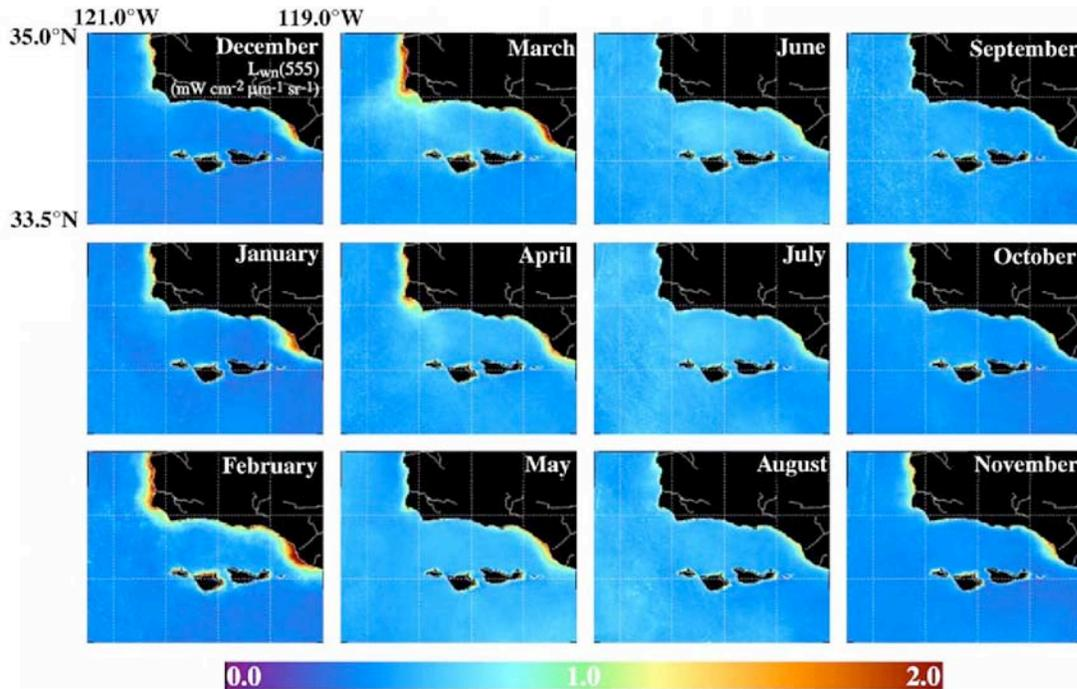 121.0°W 119.0°W
35.0°N
33.5°N
December
L_wn(555)
(mW cm⁻² μm⁻¹ sr⁻¹)
March
June
September
January
April
July
October
February
May
August
November
0.0 1.0 2.0